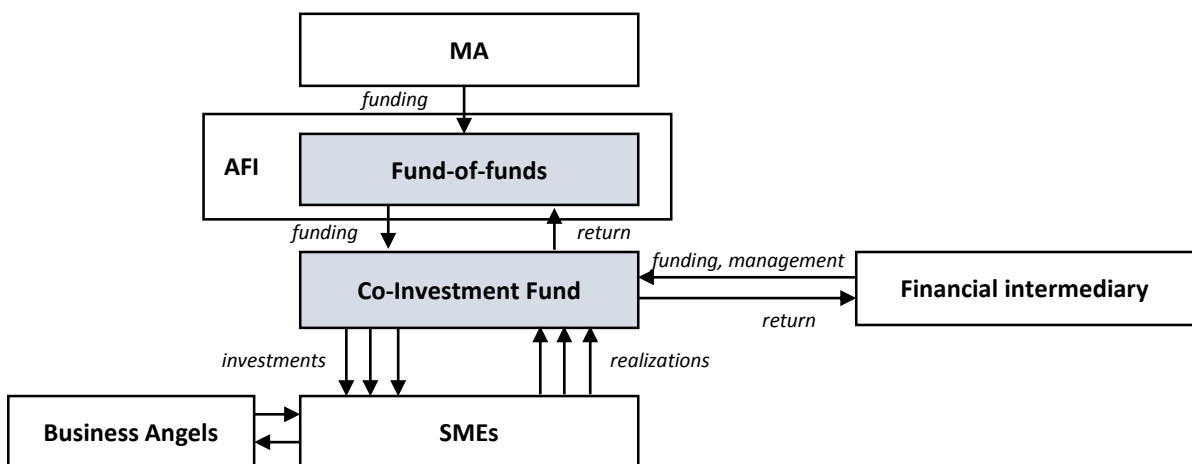 MA
funding
AFI
Fund-of-funds
funding
return
funding, management
Co-Investment Fund
Financial intermediary
return
investments
realizations
Business Angels
SMEs